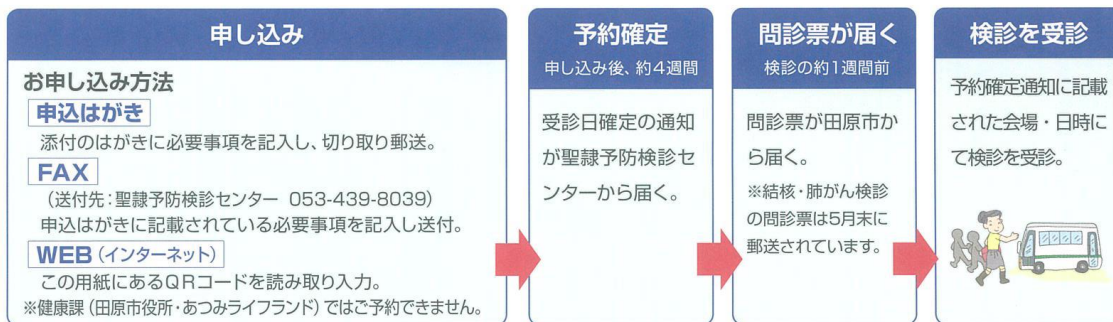 申し込み
お申し込み方法
申込はがき
添付のはがきに必要事項を記入し、切り取り郵送。
FAX
(送付先:聖隷予防検診センター 053-439-8039)
申込はがきに記載されている必要事項を記入し送付。
WEB(インターネット)
この用紙にあるQRコードを読み取り入力。
※健康課(田原市役所・あつみライフランド)ではご予約できません。
予約確定
申し込み後、約4週間
受診日確定の通知
が聖隷予防検診セ
ンターから届く。
問診票が届く
検診の約1週間前
問診票が田原市か
ら届く。
※結核・肺がん検診
の問診票は5月末に
郵送されています。
検診を受診
予約確定通知に記載
された会場・日時に
て検診を受診。